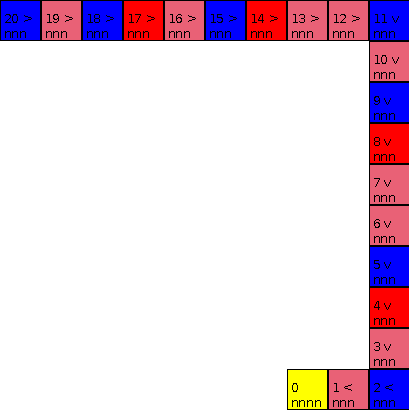 20 > 19 > 18 > 17 > 16 > 15 > 14 > 13 > 12 > 11 v
nnn nnn nnn nnn nnn nnn nnn nnn nnn nnn
10 v
nnn
9 v
nnn
8 v
nnn
7 v
nnn
6 v
nnn
5 v
nnn
4 v
nnn
3 v
nnn
0 1 < 2 <
nnnn nnn nnn